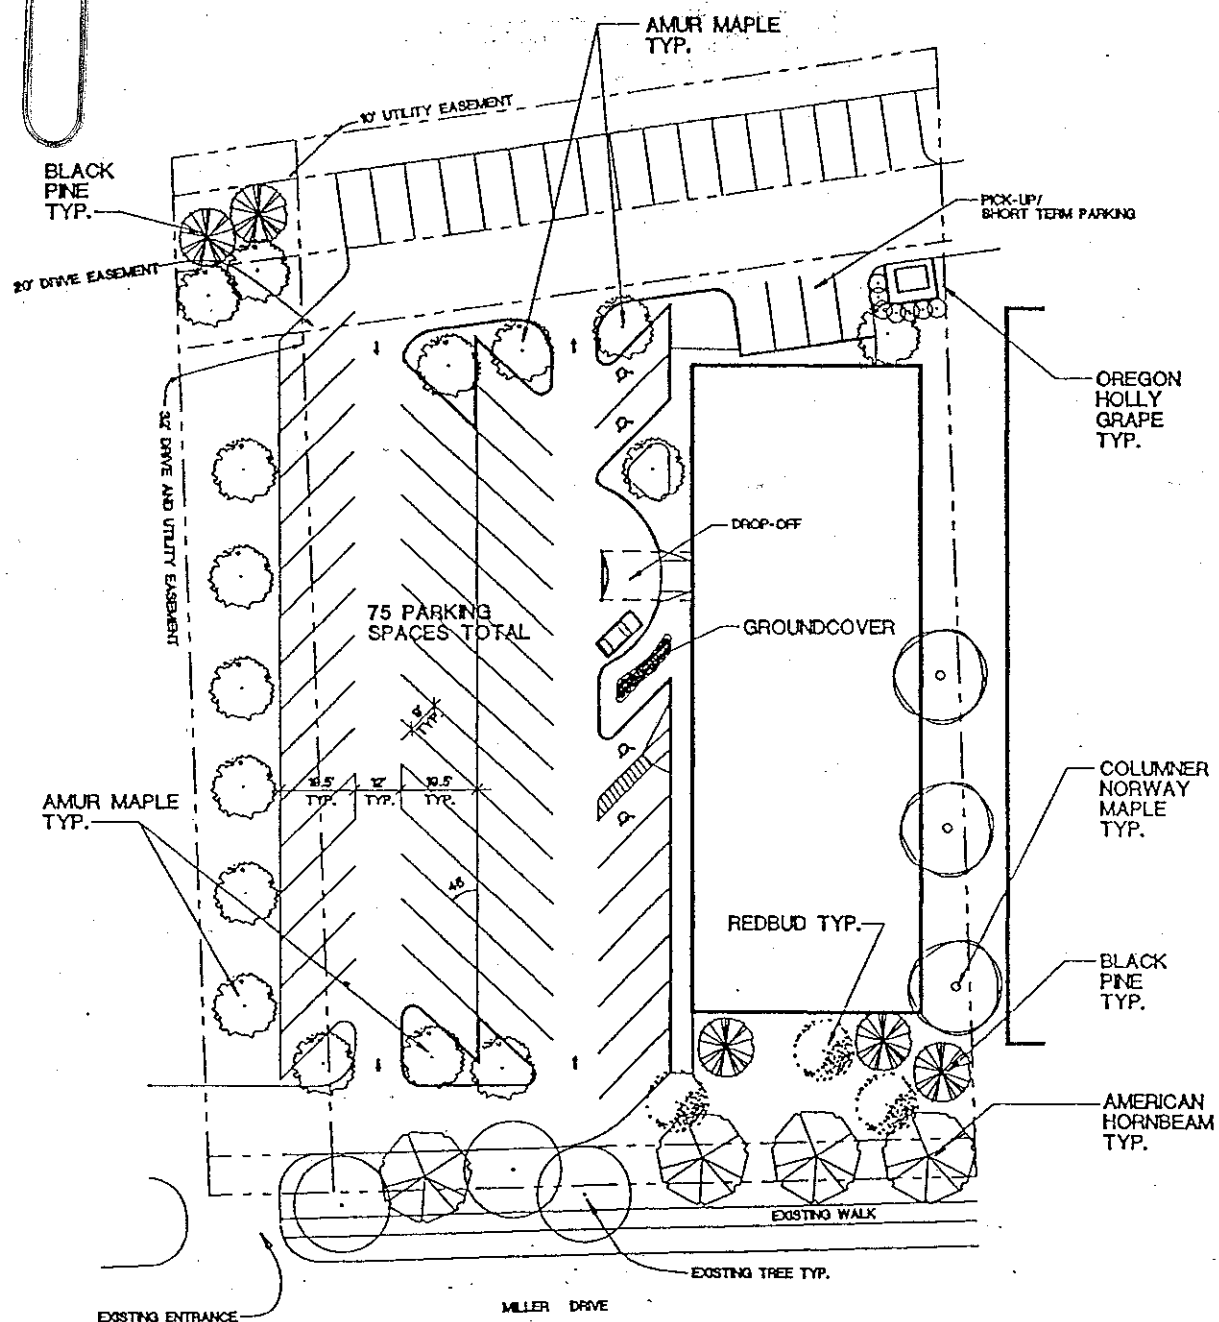 AMUR MAPLE
TYP.
10' UTILITY EASEMENT
BLACK
PINE
TYP.
PICK-UP/
SHORT TERM PARKING
20' DRIVE EASEMENT
OREGON
HOLLY
GRAPE
TYP.
32' DRIVE AND UTILITY EASEMENT
DROP-OFF
75 PARKING
SPACES TOTAL
GROUNDCOVER
9'
TYP.
19.5'
TYP.
12'
TYP.
19.5'
TYP.
COLUMNER
NORWAY
MAPLE
TYP.
AMUR MAPLE
TYP.
45
REDBUD TYP.
BLACK
PINE
TYP.
AMERICAN
HORNBEAM
TYP.
EXISTING WALK
EXISTING TREE TYP.
MILLER DRIVE
EXISTING ENTRANCE